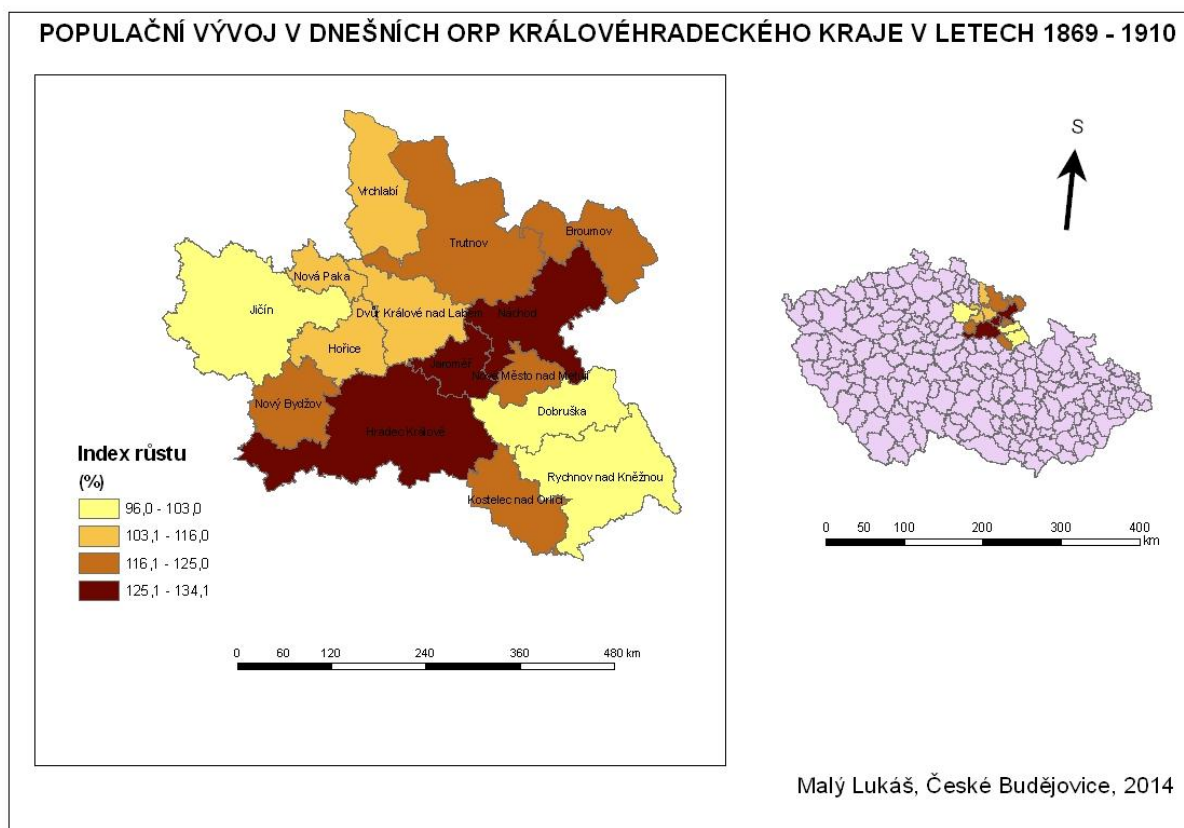 POPULAČNÍ VÝVOJ V DNEŠNÍCH ORP KRÁLOVÉHRADECKÉHO KRAJE V LETECH 1869 - 1910
S
Vrchlabí
Trutnov
Broumov
Nová Paka
Jičín
Dvůr Králové nad Labem
Náchod
Hořice
Jaroměř
Nové Město nad Metují
Nový Bydžov
Dobruška
Hradec Králové
Rychnov nad Kněžnou
Kostelec nad Orlicí
Index růstu
(%)
96,0 - 103,0
103,1 - 116,0
116,1 - 125,0
125,1 - 134,1
0 60 120 240 360 480 km
0 50 100 200 300 400 km
Malý Lukáš, České Budějovice, 2014